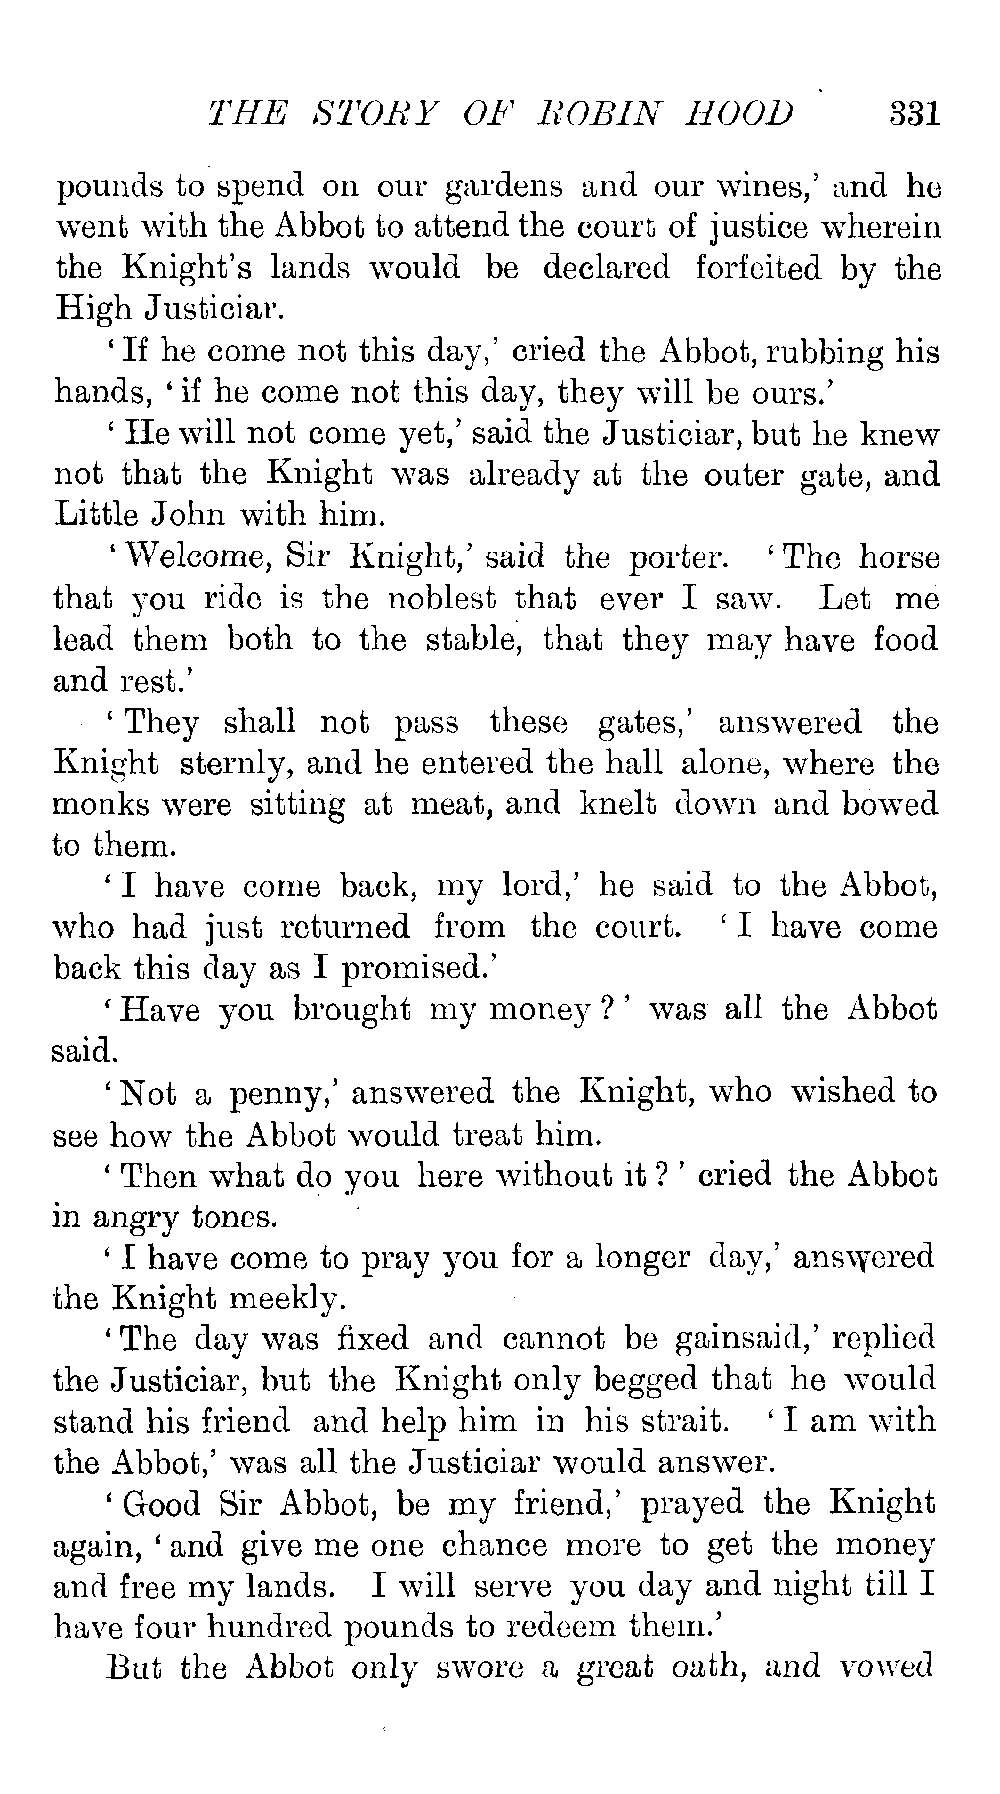 THE STORY OF ROBIN HOOD 331
pounds to spend on our gardens and our wines,’ and he
went with the Abbot to attend the court of justice wherein
the Knight’s lands would be declared forfeited by the
High Justiciar.
‘ If he come not this day,’ cried the Abbot, rubbing his
hands, ‘ if he come not this day, they will be ours.’
‘ He will not come yet,’ said the Justiciar, but he knew
not that the Knight was already at the outer gate, and
Little John with him.
‘ Welcome, Sir Knight,’ said the porter. ‘ The horse
that you ride is the noblest that ever I saw. Let me
lead them both to the stable, that they may have food
and rest.’
‘ They shall not pass these gates,’ answered the
Knight sternly, and he entered the hall alone, where the
monks were sitting at meat, and knelt down and bowed
to them.
‘ I have come back, my lord,’ he said to the Abbot,
who had just returned from the court. ‘ I have come
back this day as I promised.’
‘ Have you brought my money ? ’ was all the Abbot
said.
‘ Not a penny,’ answered the Knight, who wished to
see how the Abbot would treat him.
‘ Then what do you here without it ? ’ cried the Abbot
in angry tones.
‘ I have come to pray you for a longer day,’ answered
the Knight meekly.
‘ The day was fixed and cannot be gainsaid,’ replied
the Justiciar, but the Knight only begged that he would
stand his friend and help him in his strait. ‘ I am with
the Abbot,’ was all the Justiciar would answer.
‘ Good Sir Abbot, be my friend,’ prayed the Knight
again, ‘ and give me one chance more to get the money
and free my lands. I will serve you day and night till I
have four hundred pounds to redeem them.’
But the Abbot only swore a great oath, and vowed